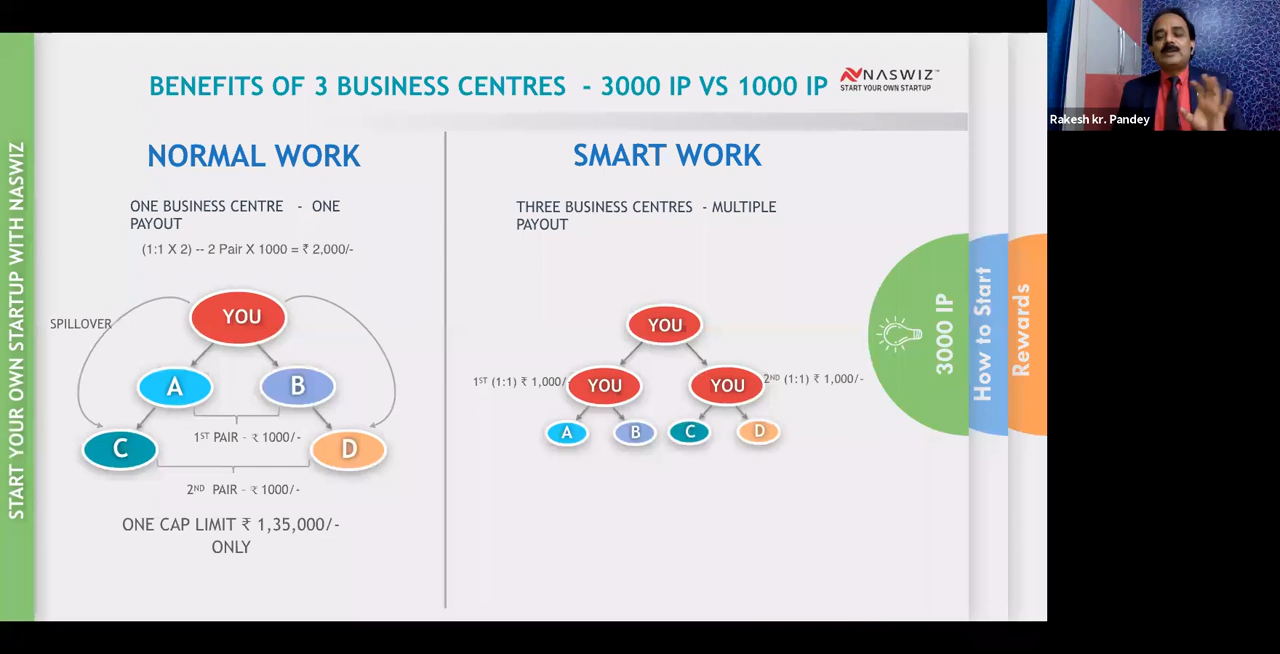 START YOUR OWN STARTUP WITH NASWIZ
BENEFITS OF 3 BUSINESS CENTRES - 3000 IP VS 1000 IP
NASWIZ™
START YOUR OWN STARTUP
Rakesh kr. Pandey
NORMAL WORK
ONE BUSINESS CENTRE - ONE
PAYOUT
(1:1 X 2) -- 2 Pair X 1000 = ₹ 2,000/-
SPILLOVER
YOU
A
B
1ST PAIR - ₹ 1000/-
C
D
2ND PAIR - ₹ 1000/-
ONE CAP LIMIT ₹ 1,35,000/-
ONLY
SMART WORK
THREE BUSINESS CENTRES - MULTIPLE
PAYOUT
YOU
1ST (1:1) ₹ 1,000/-
YOU
YOU
2ND (1:1) ₹ 1,000/-
A
B
C
D
3000 IP
How to Start
Rewards